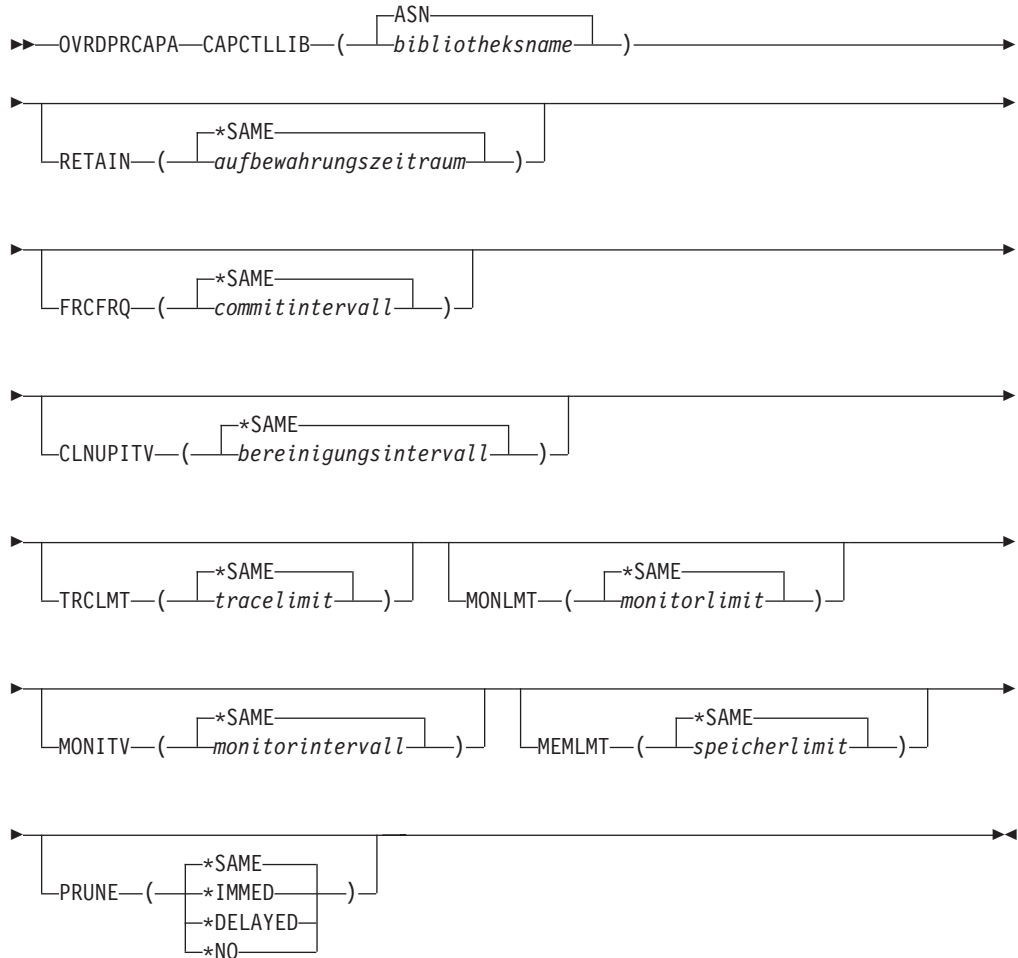 ASN
OVRDPRCAPA CAPCTLLIB ( bibliotheksname )
*SAME
RETAIN ( aufbewahrungszeitraum )
*SAME
FRCFRQ ( commitintervall )
*SAME
CLNUPITV ( bereinigungsintervall )
*SAME *SAME
TRCLMT ( tracelimit ) MONLMT ( monitorlimit )
*SAME *SAME
MONITV ( monitorintervall ) MEMLMT ( speicherlimit )
*SAME
PRUNE ( *IMMED )
*DELAYED
*NO